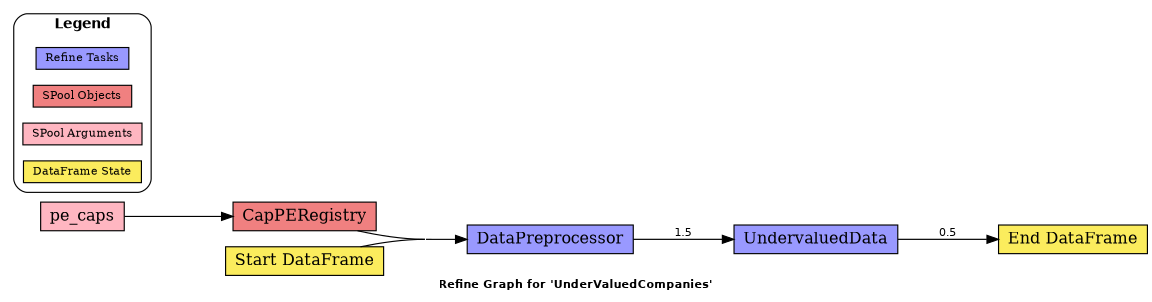 Legend
Refine Tasks
SPool Objects
SPool Arguments
DataFrame State
pe_caps
CapPERegistry
Start DataFrame
DataPreprocessor
1.5
UndervaluedData
0.5
End DataFrame
Refine Graph for 'UnderValuedCompanies'